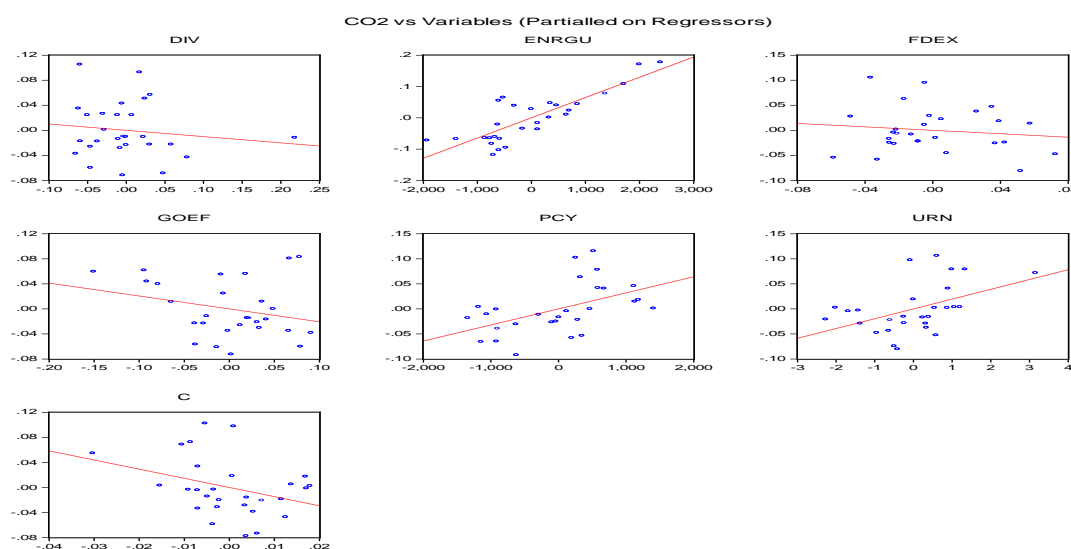 CO2 vs Variables (Partialled on Regressors)
DIV ENRGU FDEX
.12 .2 .15
.08 .1 .10
.04 .0 .05
.00 -.1 .00
-.04 -.2 -.05
-.08 -.10
-.10 -.05 .00 .05 .10 .15 .20 .25 -2,000 -1,000 0 1,000 2,000 3,000 -.08 -.04 .00 .04 .0
GOEF PCY URN
.12 .15 .15
.08 .10 .10
.04 .05 .05
.00 .00 .00
-.04 -.05 -.05
-.08 -.10 -.10
-.20 -.15 -.10 -.05 .00 .05 .10 -2,000 -1,000 0 1,000 2,000 -3 -2 -1 0 1 2 3 4
C
.12
.08
.04
.00
-.04
-.08
-.04 -.03 -.02 -.01 .00 .01 .02